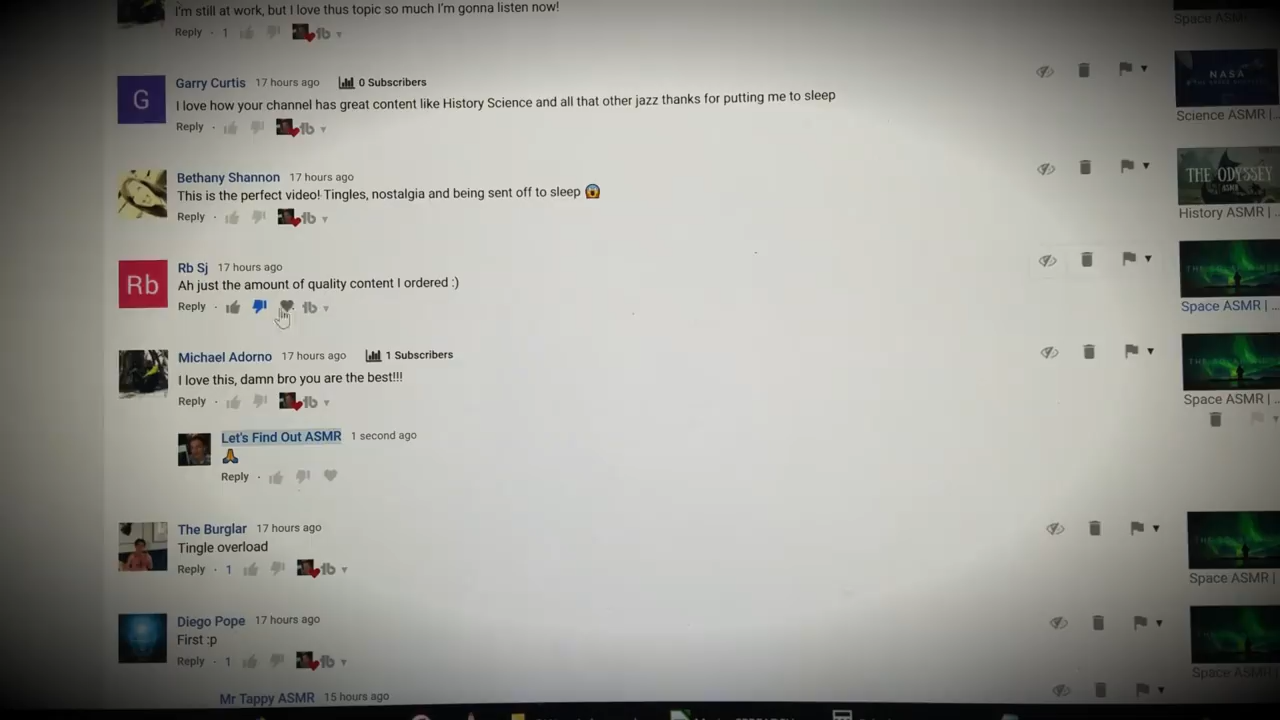 I'm still at work, but I love thus topic so much I'm gonna listen now!
Reply · 1
Space ASMR
Garry Curtis 17 hours ago 0 Subscribers
I love how your channel has great content like History Science and all that other jazz thanks for putting me to sleep
Reply ·
NASA
Science ASMR | ..
Bethany Shannon 17 hours ago
This is the perfect video! Tingles, nostalgia and being sent off to sleep 😱
Reply ·
THE ODYSSEY
ASMR
History ASMR | ..
Rb
Rb Sj 17 hours ago
Ah just the amount of quality content I ordered :)
Reply ·
Space ASMR | ...
Michael Adorno 17 hours ago 1 Subscribers
I love this, damn bro you are the best!!!
Reply ·
Space ASMR | ..
Let's Find Out ASMR 1 second ago
🙏
Reply ·
The Burglar 17 hours ago
Tingle overload
Reply · 1
Space ASMR | ..
Diego Pope 17 hours ago
First :p
Reply · 1
Space ASMR | ..
Mr Tappy ASMR 15 hours ago